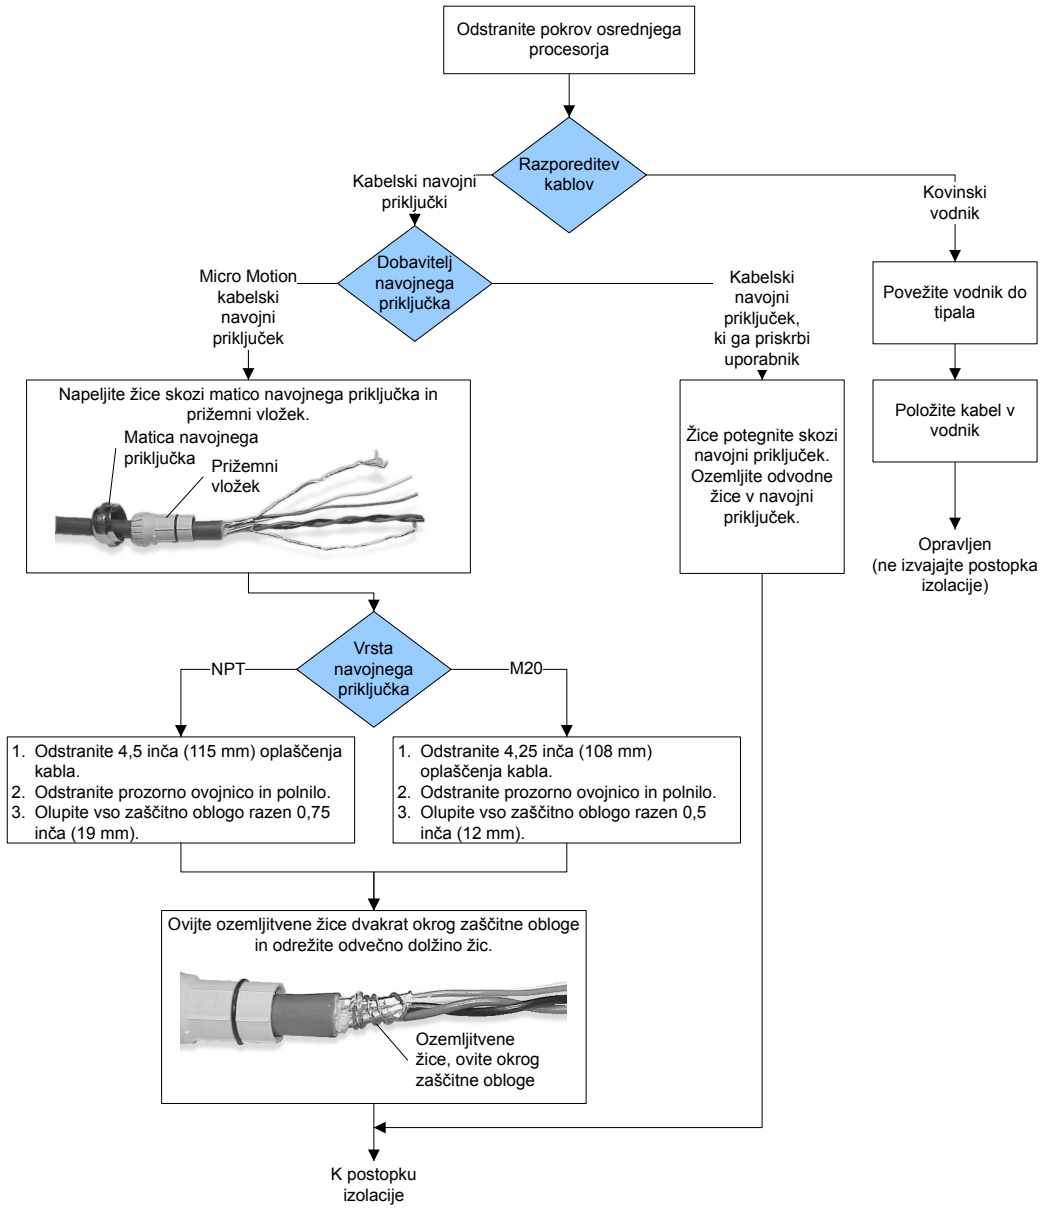 Odstranite pokrov osrednjega
procesorja
Razporeditev
kablov
Kabelski navojni
priključki
Kovinski
vodnik
Dobavitelj
navojnega
priključka
Micro Motion
kabelski
navojni
priključek
Kabelski
navojni
priključek,
ki ga priskrbi
uporabnik
Povežite vodnik do
tipala
Položite kabel v
vodnik
Opravljen
(ne izvajajte postopka
izolacije)
Napeljite žice skozi matico navojnega priključka in
prižemni vložek.
Matica navojnega
priključka
Prižemni
vložek
Žice potegnite skozi
navojni priključek.
Ozemljite odvodne
žice v navojni
priključek.
Vrsta
navojnega
priključka
NPT
M20
1. Odstranite 4,5 inča (115 mm) oplaščenja
kabla.
2. Odstranite prozorno ovojnico in polnilo.
3. Olupite vso zaščitno oblogo razen 0,75
inča (19 mm).
1. Odstranite 4,25 inča (108 mm)
oplaščenja kabla.
2. Odstranite prozorno ovojnico in polnilo.
3. Olupite vso zaščitno oblogo razen 0,5
inča (12 mm).
Ovijte ozemljitvene žice dvakrat okrog zaščitne obloge
in odrežite odvečno dolžino žic.
Ozemljitvene
žice, ovite okrog
zaščitne obloge
K postopku
izolacije